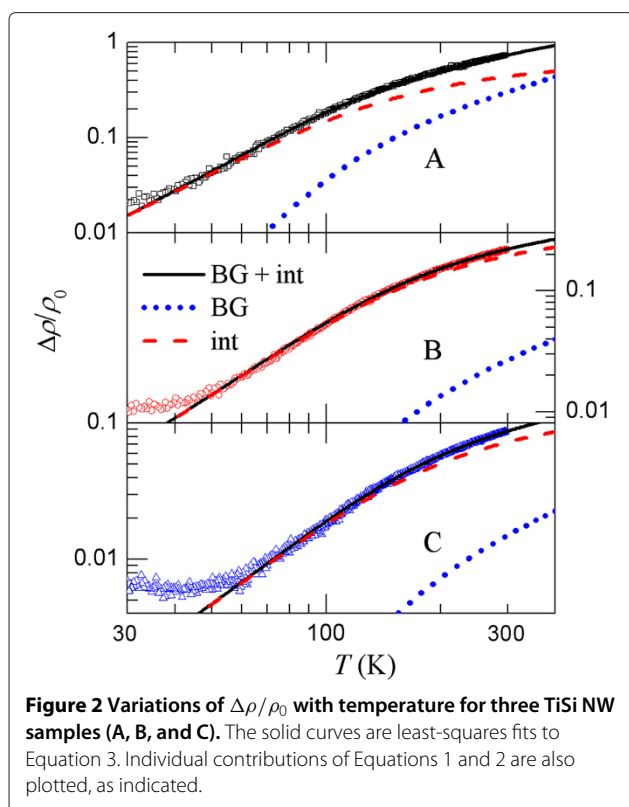 1
0.1
0.01
A
Δρ/ρ₀
BG + int
BG
int
0.1
0.01
B
0.1
0.01
C
30
100
300
T (K)
Figure 2 Variations of Δρ/ρ₀ with temperature for three TiSi NW
samples (A, B, and C). The solid curves are least-squares fits to
Equation 3. Individual contributions of Equations 1 and 2 are also
plotted, as indicated.